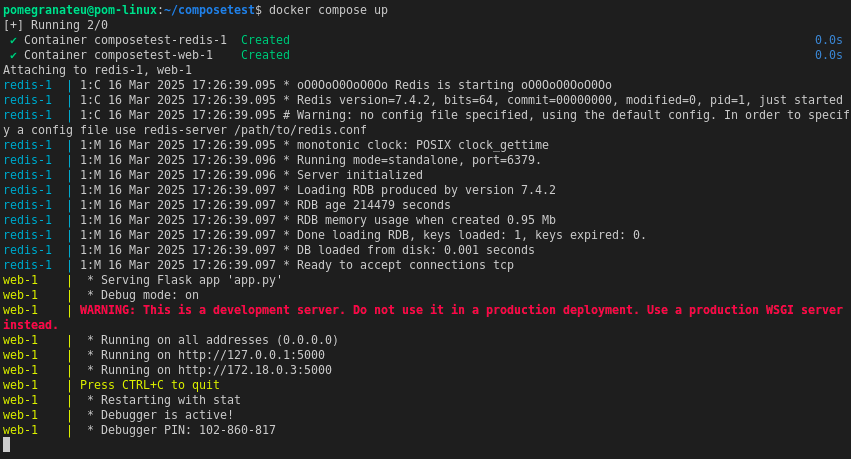 pomegranateu@pom-linux:~/composetest$ docker compose up
[+] Running 2/0
 ✔ Container composetest-redis-1  Created 0.0s
 ✔ Container composetest-web-1    Created 0.0s
Attaching to redis-1, web-1
redis-1  | 1:C 16 Mar 2025 17:26:39.095 * oO0OoO0OoO0Oo Redis is starting oO0OoO0OoO0Oo
redis-1  | 1:C 16 Mar 2025 17:26:39.095 * Redis version=7.4.2, bits=64, commit=00000000, modified=0, pid=1, just started
redis-1  | 1:C 16 Mar 2025 17:26:39.095 # Warning: no config file specified, using the default config. In order to specif
y a config file use redis-server /path/to/redis.conf
redis-1  | 1:M 16 Mar 2025 17:26:39.095 * monotonic clock: POSIX clock_gettime
redis-1  | 1:M 16 Mar 2025 17:26:39.096 * Running mode=standalone, port=6379.
redis-1  | 1:M 16 Mar 2025 17:26:39.096 * Server initialized
redis-1  | 1:M 16 Mar 2025 17:26:39.097 * Loading RDB produced by version 7.4.2
redis-1  | 1:M 16 Mar 2025 17:26:39.097 * RDB age 214479 seconds
redis-1  | 1:M 16 Mar 2025 17:26:39.097 * RDB memory usage when created 0.95 Mb
redis-1  | 1:M 16 Mar 2025 17:26:39.097 * Done loading RDB, keys loaded: 1, keys expired: 0.
redis-1  | 1:M 16 Mar 2025 17:26:39.097 * DB loaded from disk: 0.001 seconds
redis-1  | 1:M 16 Mar 2025 17:26:39.097 * Ready to accept connections tcp
web-1    |  * Serving Flask app 'app.py'
web-1    |  * Debug mode: on
web-1    | WARNING: This is a development server. Do not use it in a production deployment. Use a production WSGI server
instead.
web-1    |  * Running on all addresses (0.0.0.0)
web-1    |  * Running on http://127.0.0.1:5000
web-1    |  * Running on http://172.18.0.3:5000
web-1    | Press CTRL+C to quit
web-1    |  * Restarting with stat
web-1    |  * Debugger is active!
web-1    |  * Debugger PIN: 102-860-817